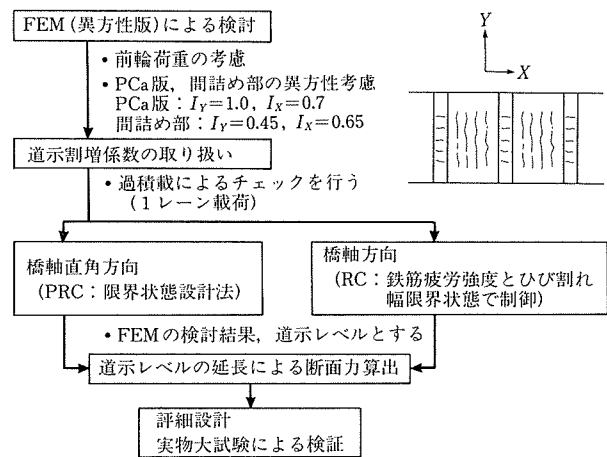 FEM(異方性版)による検討
• 前輪荷重の考慮
• PCa版,間詰め部の異方性考慮
PCa版:I_Y=1.0, I_X=0.7
間詰め部:I_Y=0.45, I_X=0.65
Y
X
道示割増係数の取り扱い
• 過積載によるチェックを行う
(1レーン載荷)
橋軸直角方向
(PRC:限界状態設計法)
橋軸方向
(RC:鉄筋疲労強度とひび割れ
幅限界状態で制御)
• FEMの検討結果,道示レベルとする
道示レベルの延長による断面力算出
評細設計
実物大試験による検証